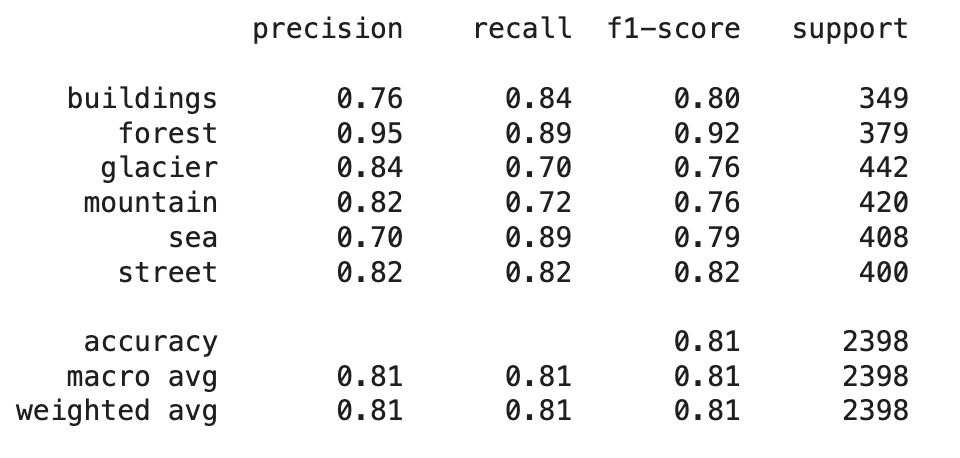 precision recall f1-score support
buildings 0.76 0.84 0.80 349
forest 0.95 0.89 0.92 379
glacier 0.84 0.70 0.76 442
mountain 0.82 0.72 0.76 420
sea 0.70 0.89 0.79 408
street 0.82 0.82 0.82 400
accuracy 0.81 2398
macro avg 0.81 0.81 0.81 2398
weighted avg 0.81 0.81 0.81 2398